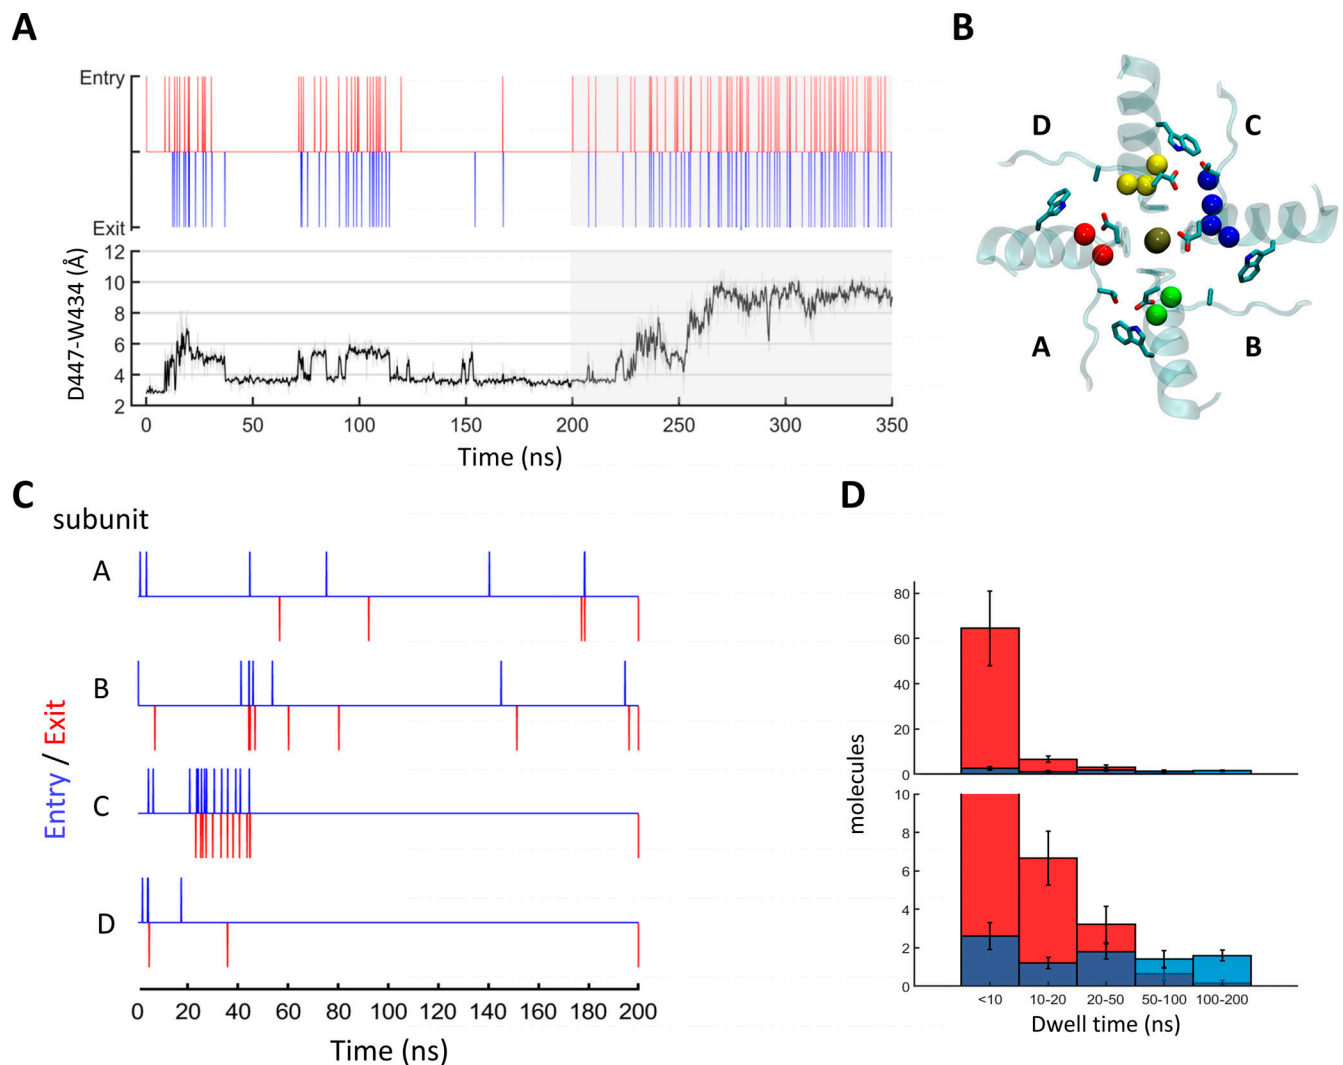 A
Entry
Exit
D447-W434 (Å)
12
10
8
6
4
2
0 50 100 150 200 250 300 350
Time (ns)
B
D
C
A
B
C
subunit
Entry / Exit
A
B
C
D
0 20 40 60 80 100 120 140 160 180 200
Time (ns)
D
molecules
80
60
40
20
0
10
8
6
4
2
0
<10 10-20 20-50 50-100 100-200
Dwell time (ns)